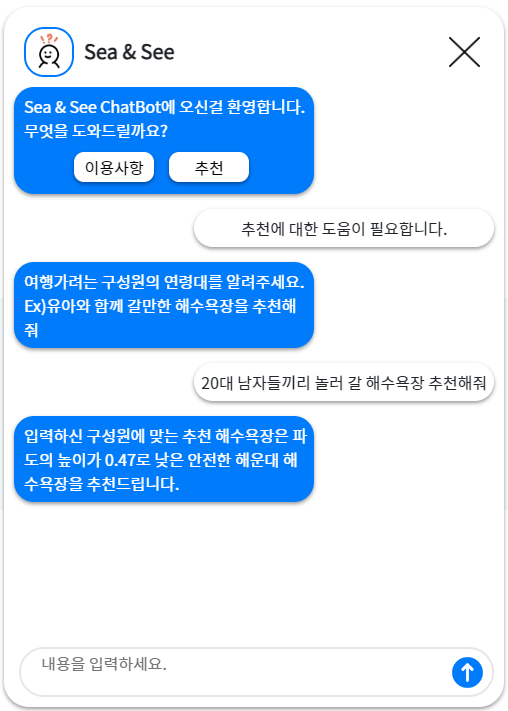 !?!
Sea & See
Sea & See ChatBot에 오신걸 환영합니다.
무엇을 도와드릴까요?
이용사항 추천
추천에 대한 도움이 필요합니다.
여행가려는 구성원의 연령대를 알려주세요.
Ex)유아와 함께 갈만한 해수욕장을 추천해
줘
20대 남자들끼리 놀러 갈 해수욕장 추천해줘
입력하신 구성원에 맞는 추천 해수욕장은 파
도의 높이가 0.47로 낮은 안전한 해운대 해
수욕장을 추천드립니다.
내용을 입력하세요.